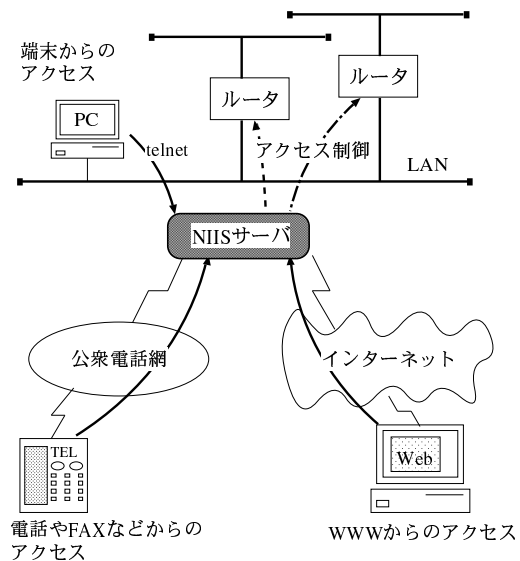 端末からの
アクセス
ルータ
ルータ
PC
telnet
アクセス制御
LAN
NIISサーバ
公衆電話網
インターネット
TEL
Web
電話やFAXなどからの
アクセス
WWWからのアクセス